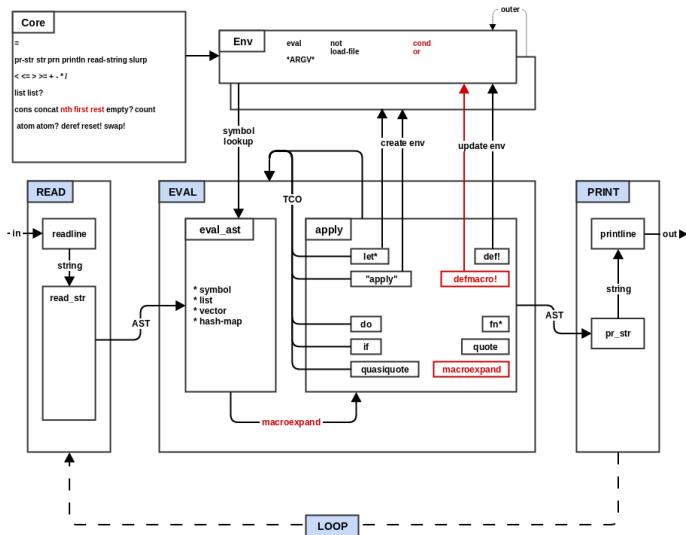 Core
=
pr-str str prn println read-string slurp
< <= > >= + - * /
list list?
cons concat nth first rest empty? count
atom atom? deref reset! swap!
outer
Env
eval not cond
load-file or
*ARGV*
symbol
lookup
create env
update env
READ
EVAL
PRINT
TCO
- in
readline
string
read_str
AST
eval_ast
* symbol
* list
* vector
* hash-map
macroexpand
apply
let*
def!
"apply"
defmacro!
do
fn*
if
quote
quasiquote
macroexpand
AST
printline
out
string
pr_str
LOOP